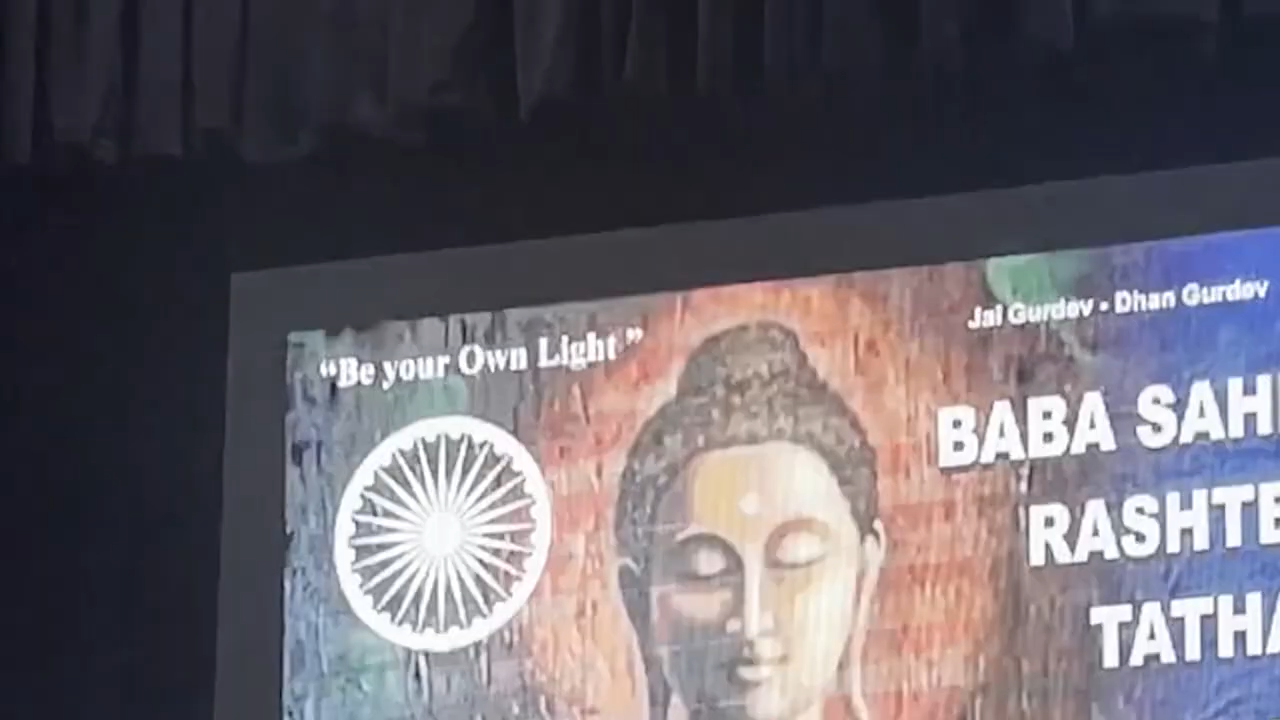 “Be your Own Light”
Jai Gurdev - Dhan Gurdev
BABA SAH
RASHTE
TATHA